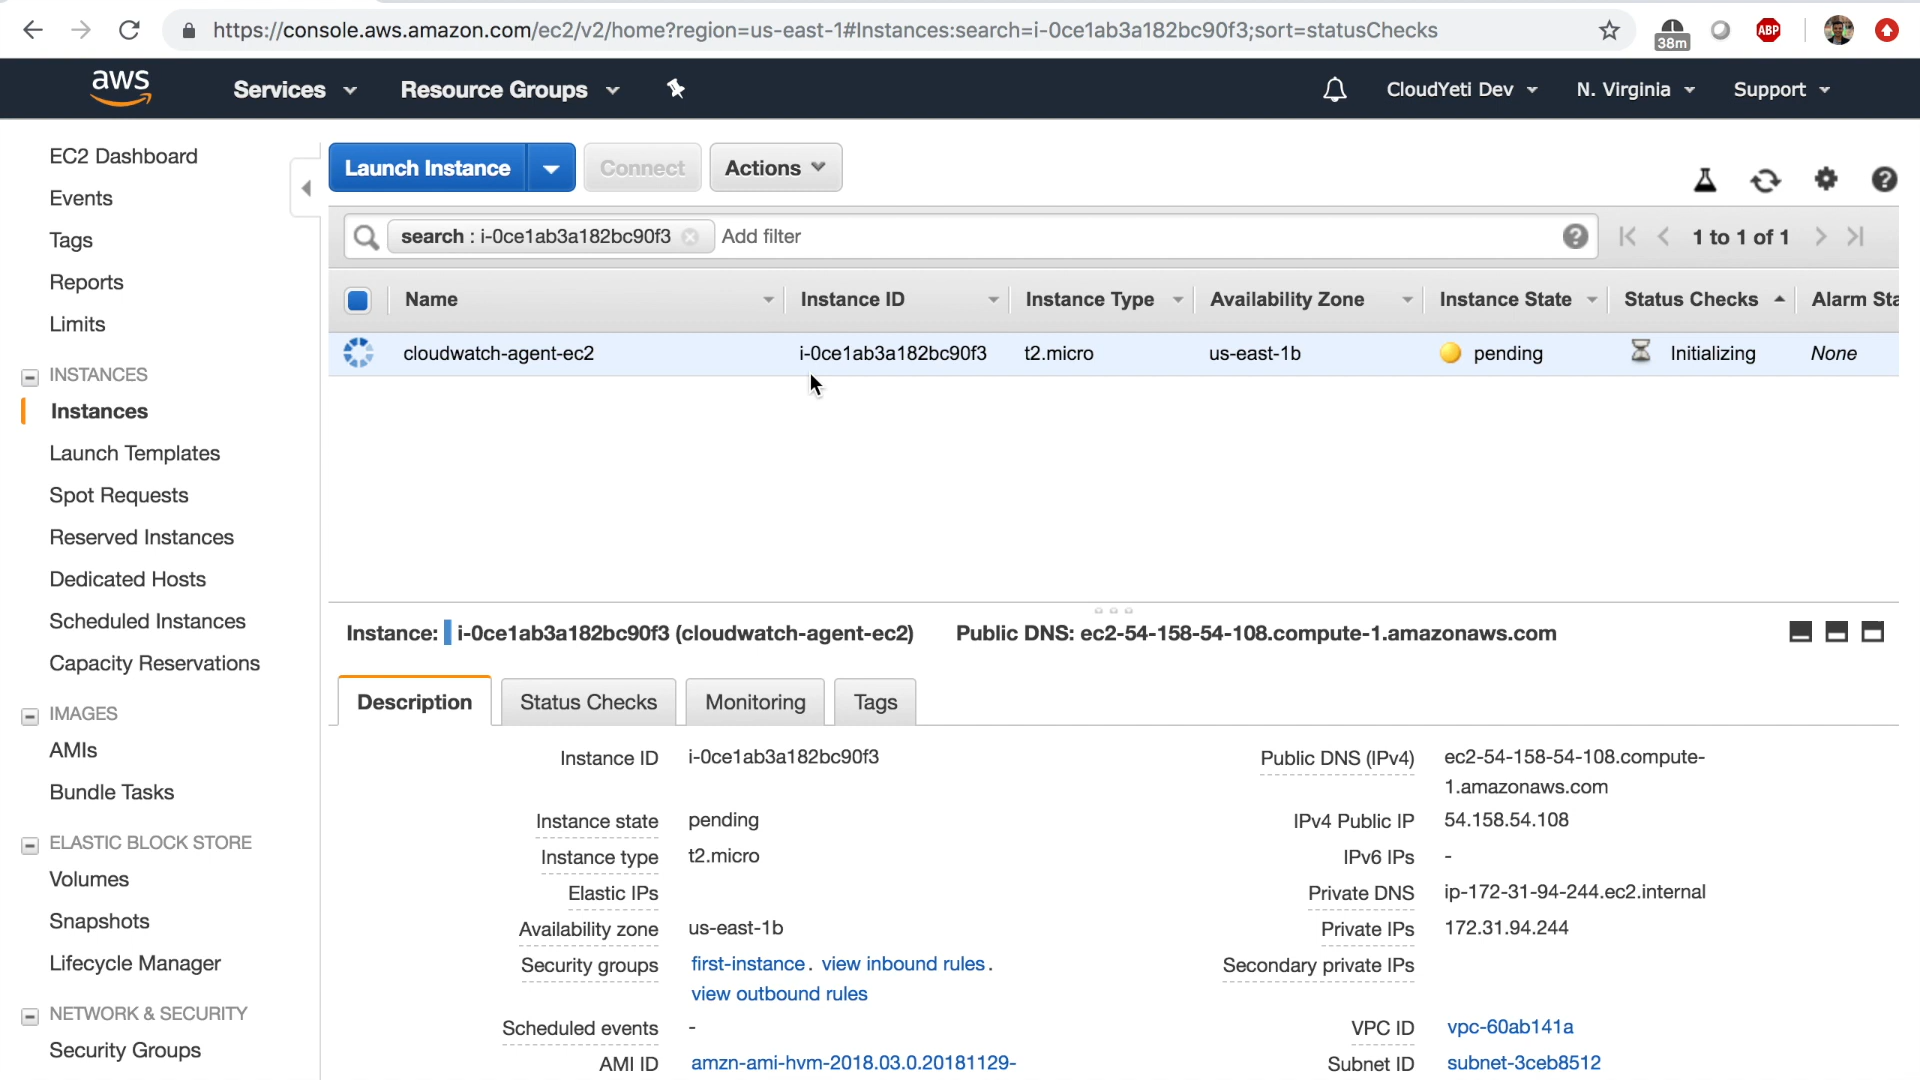 https://console.aws.amazon.com/ec2/v2/home?region=us-east-1#Instances:search=i-0ce1ab3a182bc90f3;sort=statusChecks
38m
ABP
aws
Services
Resource Groups
CloudYeti Dev
N. Virginia
Support
EC2 Dashboard
Events
Tags
Reports
Limits
INSTANCES
Instances
Launch Templates
Spot Requests
Reserved Instances
Dedicated Hosts
Scheduled Instances
Capacity Reservations
IMAGES
AMIs
Bundle Tasks
ELASTIC BLOCK STORE
Volumes
Snapshots
Lifecycle Manager
NETWORK & SECURITY
Security Groups
Launch Instance
Connect
Actions
search : i-0ce1ab3a182bc90f3
Add filter
1 to 1 of 1
Name Instance ID Instance Type Availability Zone Instance State Status Checks Alarm Sta
cloudwatch-agent-ec2 i-0ce1ab3a182bc90f3 t2.micro us-east-1b pending Initializing None
Instance: i-0ce1ab3a182bc90f3 (cloudwatch-agent-ec2) Public DNS: ec2-54-158-54-108.compute-1.amazonaws.com
Description
Status Checks
Monitoring
Tags
Instance ID i-0ce1ab3a182bc90f3
Instance state pending
Instance type t2.micro
Elastic IPs
Availability zone us-east-1b
Security groups first-instance . view inbound rules .
view outbound rules
Scheduled events -
AMI ID amzn-ami-hvm-2018.03.0.20181129-
Public DNS (IPv4) ec2-54-158-54-108.compute-
1.amazonaws.com
IPv4 Public IP 54.158.54.108
IPv6 IPs -
Private DNS ip-172-31-94-244.ec2.internal
Private IPs 172.31.94.244
Secondary private IPs
VPC ID vpc-60ab141a
Subnet ID subnet-3ceb8512